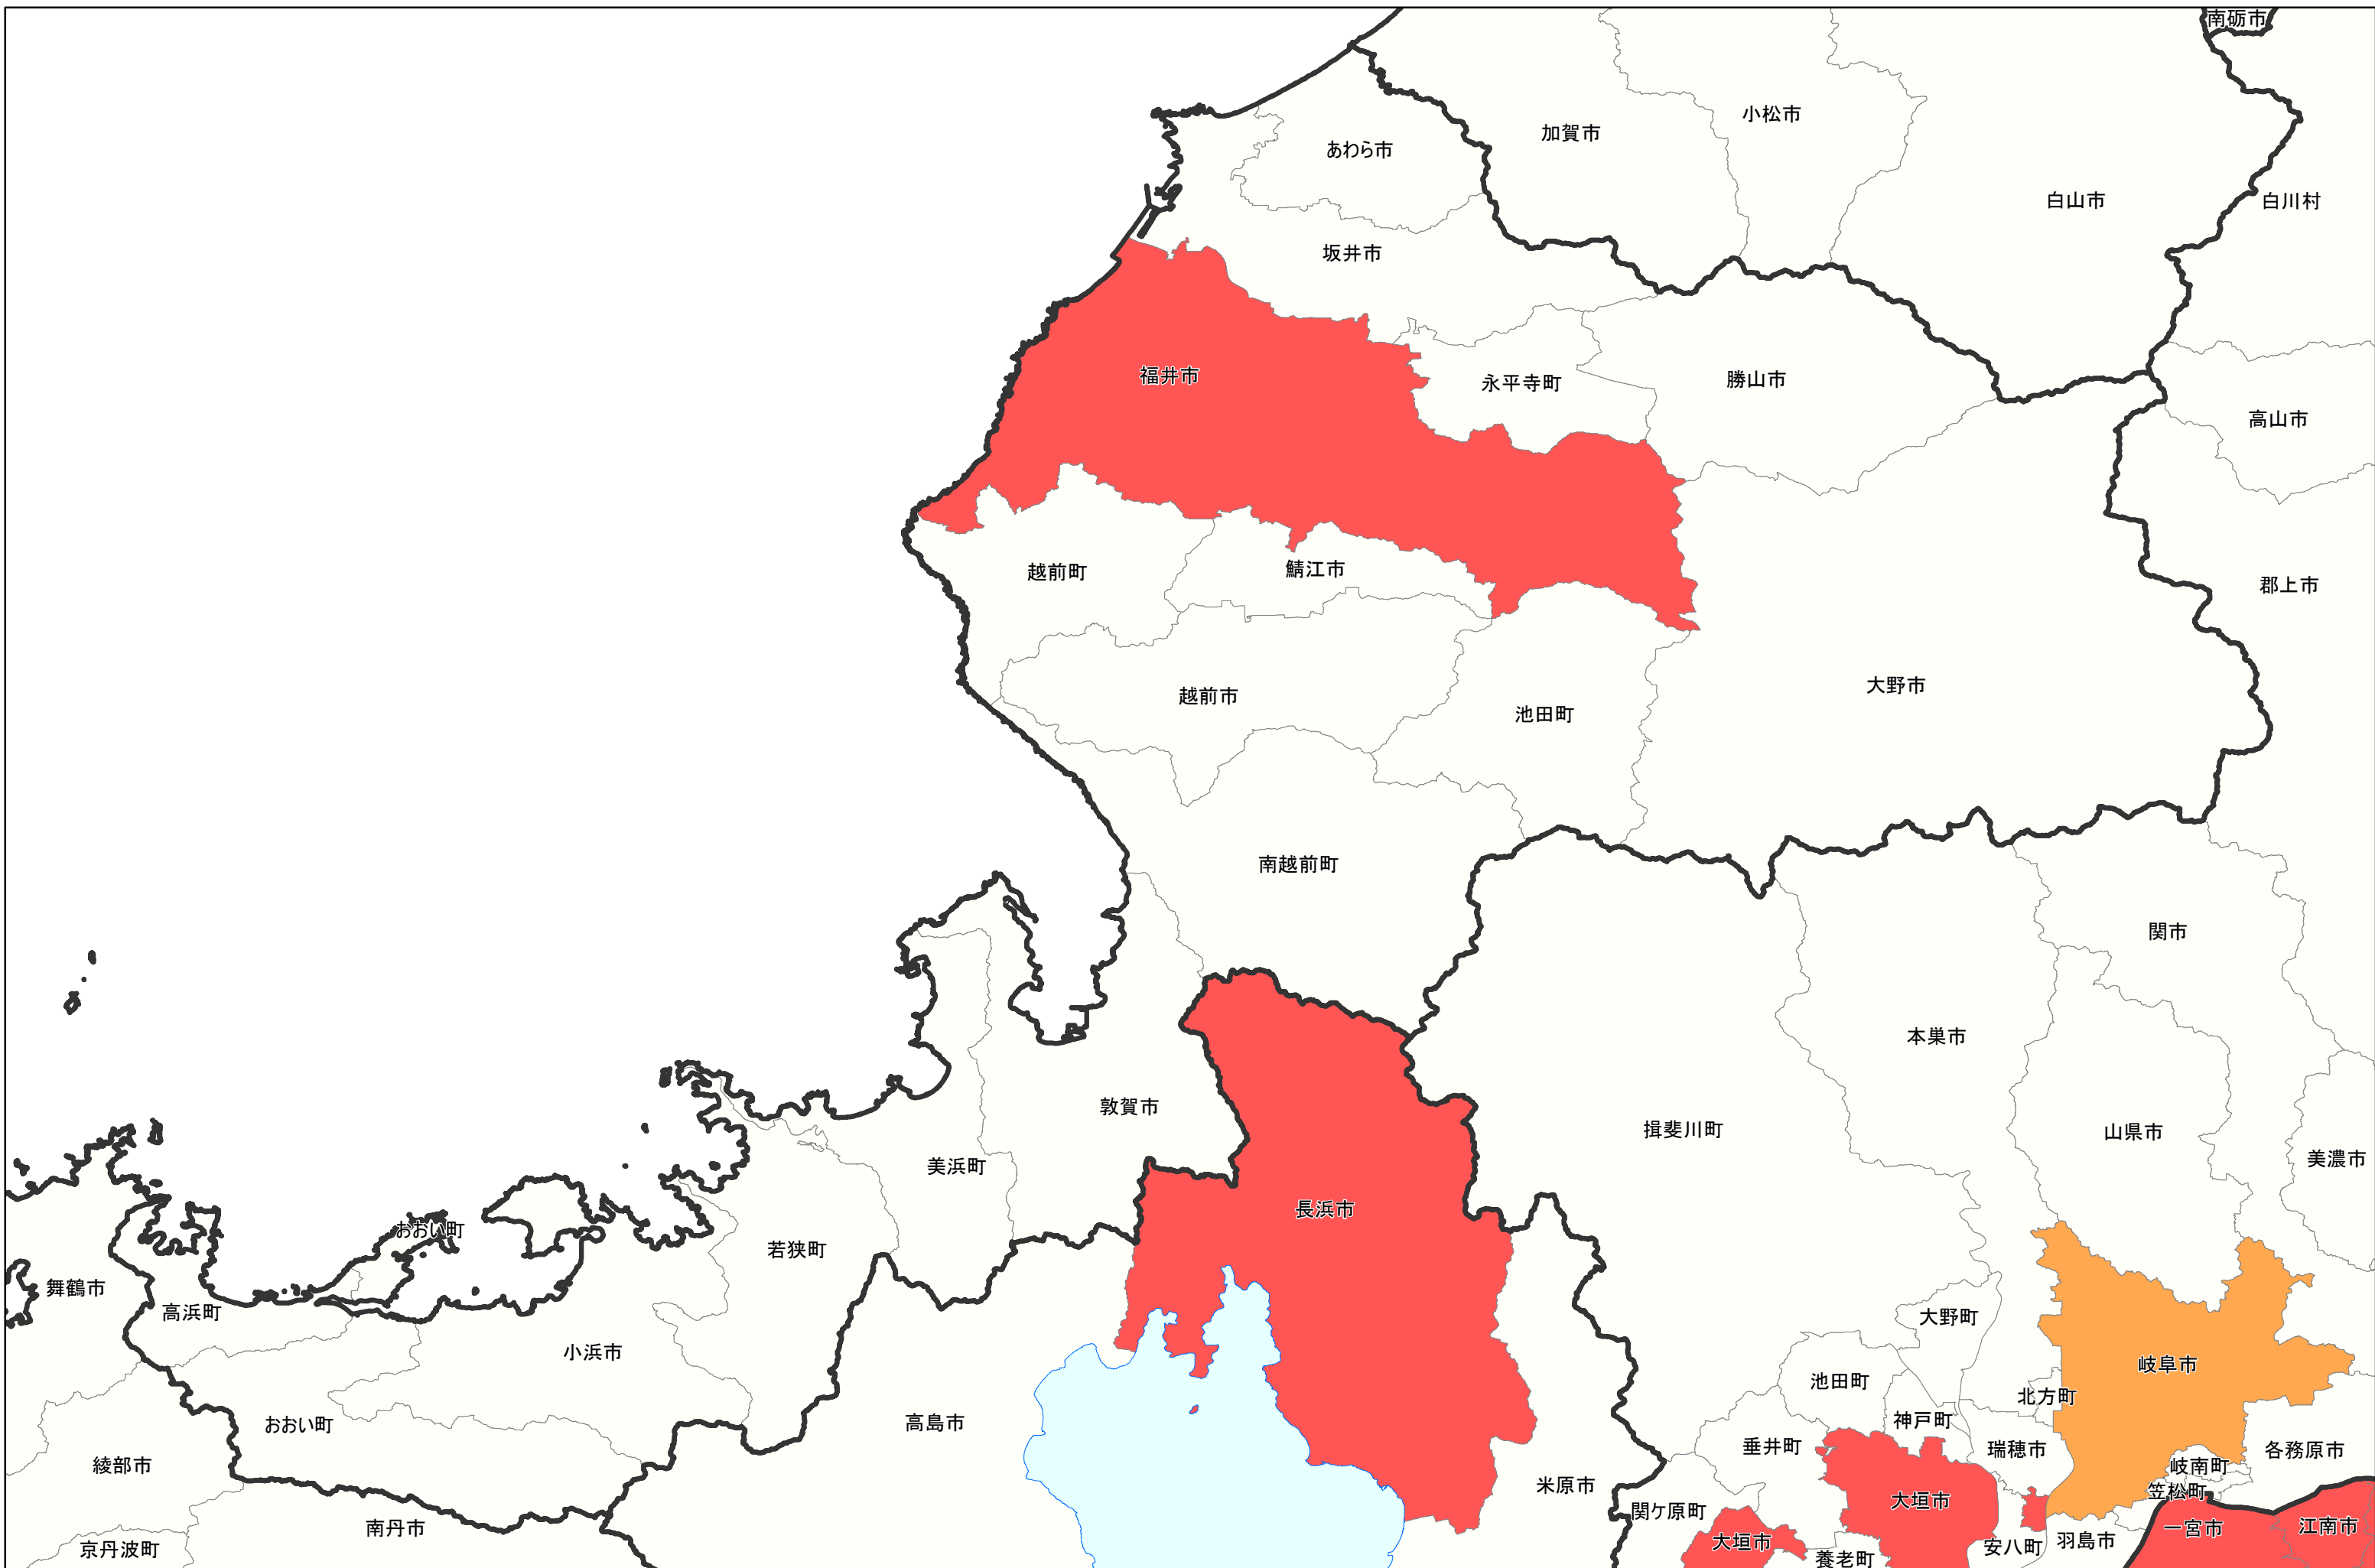 南砺市
小松市
加賀市
あわら市
白山市
白川村
坂井市
福井市
永平寺町
勝山市
高山市
越前町
鯖江市
郡上市
越前市
大野市
池田町
南越前町
関市
本巣市
敦賀市
揖斐川町
山県市
美浜町
美濃市
長浜市
おおい町
若狭町
舞鶴市
高浜町
大野町
小浜市
岐阜市
池田町
北方町
おおい町
高島市
神戸町
垂井町
瑞穂市
各務原市
綾部市
岐南町
米原市
笠松町
大垣市
関ケ原町
南丹市
一宮市
江南市
大垣市
羽島市
安八町
京丹波町
養老町